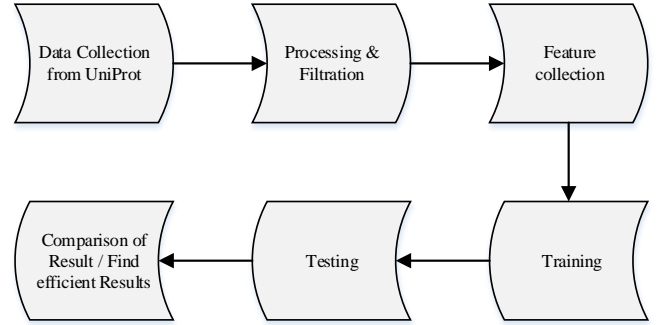 Data Collection
from UniProt
Processing &
Filtration
Feature
collection
Training
Testing
Comparison of
Result / Find
efficient Results